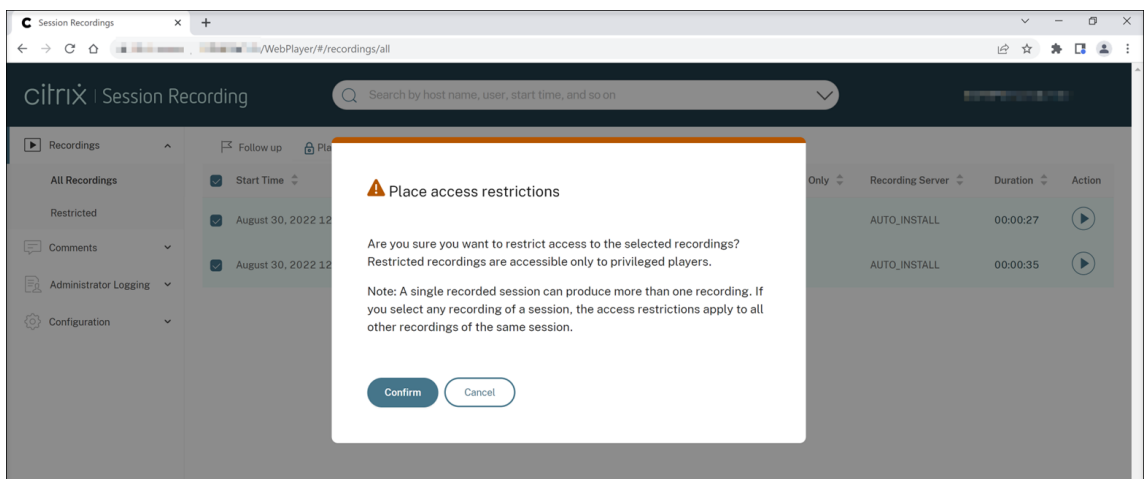 Session Recordings
/WebPlayer/#/recordings/all
citrix | Session Recording
Search by host name, user, start time, and so on
Recordings
Follow up
All Recordings
Start Time
Only
Recording Server
Duration
Action
Restricted
August 30, 2022 12
AUTO_INSTALL
00:00:27
Comments
August 30, 2022 12
AUTO_INSTALL
00:00:35
Administrator Logging
Configuration
Place access restrictions
Are you sure you want to restrict access to the selected recordings?
Restricted recordings are accessible only to privileged players.
Note: A single recorded session can produce more than one recording. If
you select any recording of a session, the access restrictions apply to all
other recordings of the same session.
Confirm
Cancel